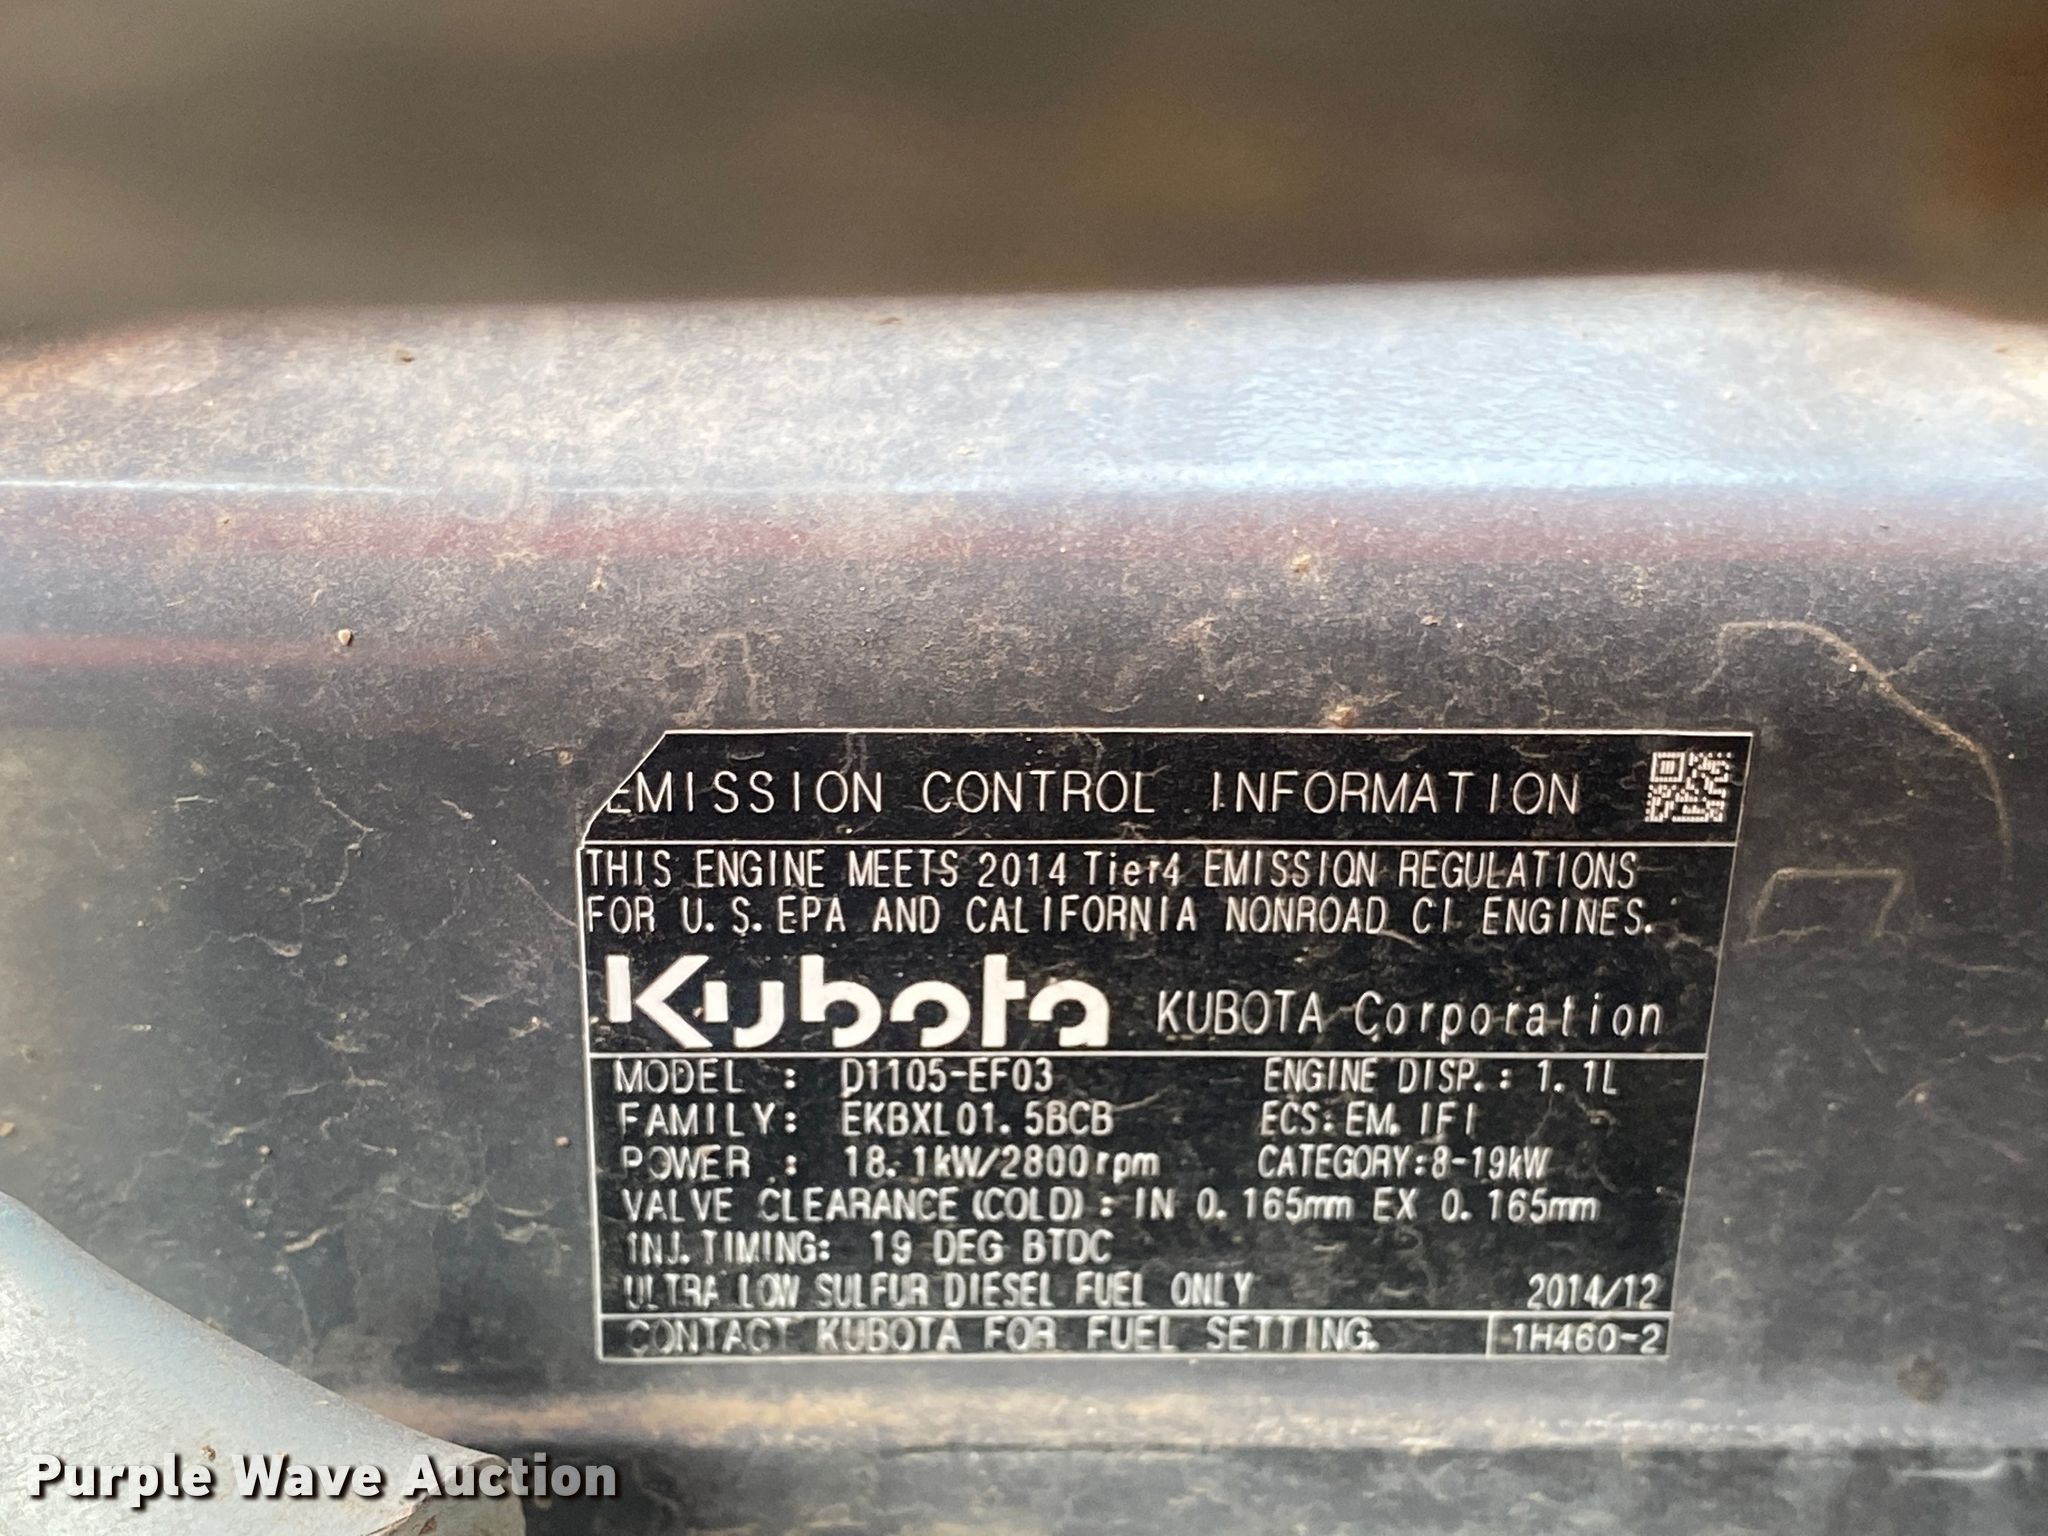 EMISSION CONTROL INFORMATION
THIS ENGINE MEETS 2014 Tier4 EMISSION REGULATIONS
FOR U.S.EPA AND CALIFORNIA NONROAD CI ENGINES.
Kubota KUBOTA Corporation
MODEL : D1105-EF03 ENGINE DISP.: 1.1L
FAMILY: EKBXL01.5BCB ECS:EM.IFI
POWER : 18.1kW/2800rpm CATEGORY:8-19kW
VALVE CLEARANCE(COLD): IN 0.165mm EX 0.165mm
INJ.TIMING: 19 DEG BTDC
ULTRA LOW SULFUR DIESEL FUEL ONLY 2014/12
CONTACT KUBOTA FOR FUEL SETTING. 1H460-2
Purple Wave Auction